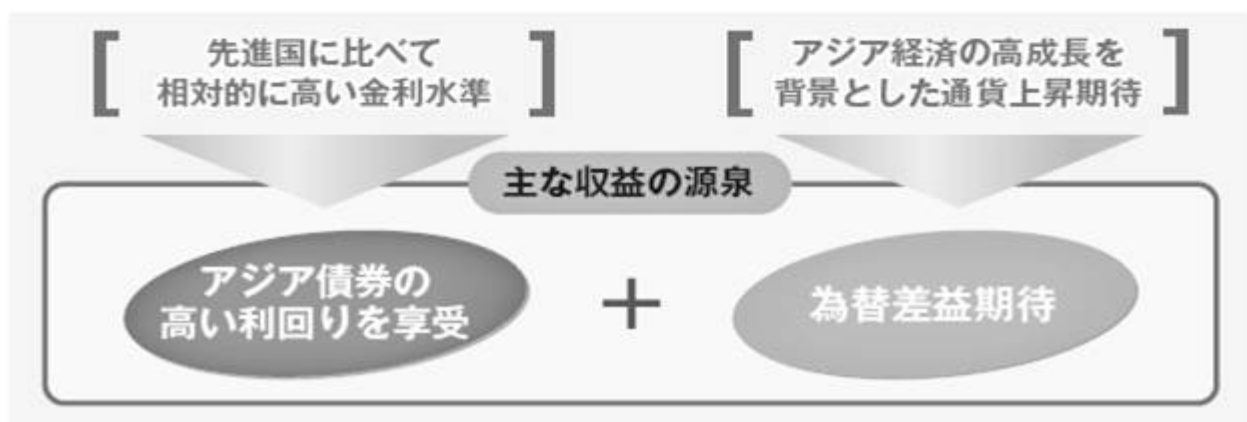 先進国に比べて
相対的に高い金利水準
アジア経済の高成長を
背景とした通貨上昇期待
主な収益の源泉
アジア債券の
高い利回りを享受
+
為替差益期待